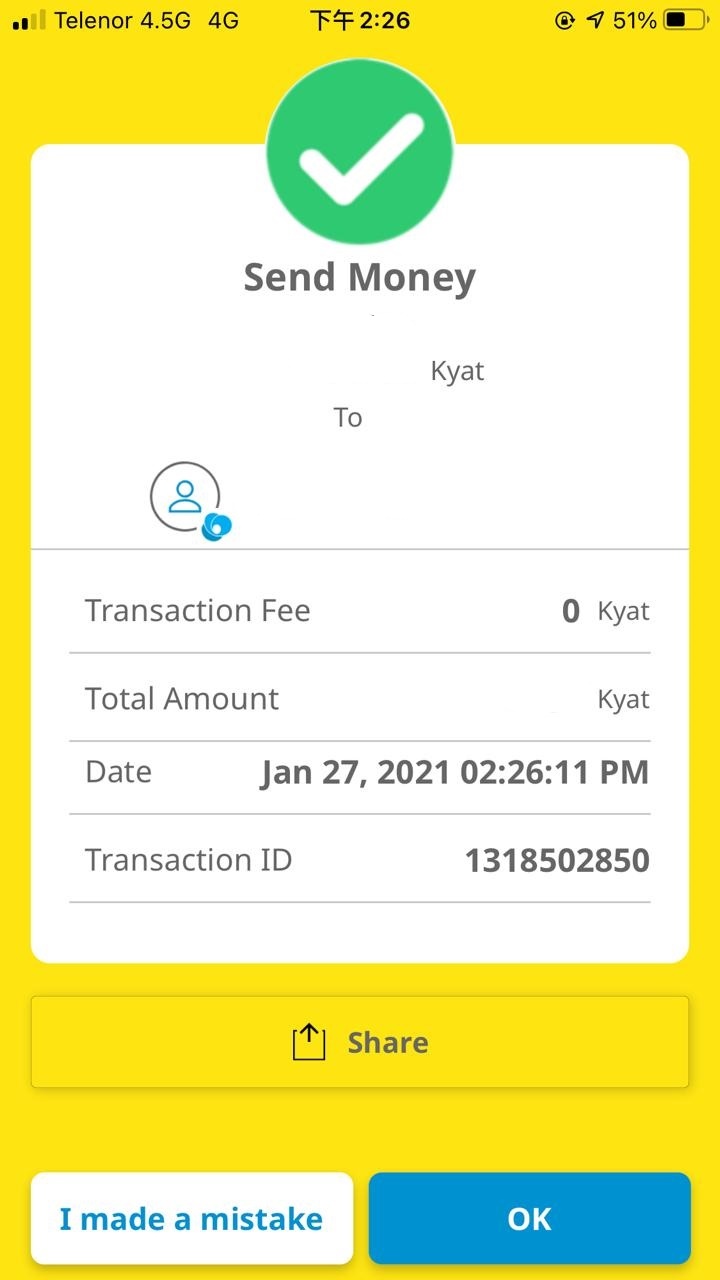 Telenor 4.5G 4G 下午2:26 51%
Send Money
Kyat
To
Transaction Fee 0 Kyat
Total Amount Kyat
Date Jan 27, 2021 02:26:11 PM
Transaction ID 1318502850
Share
I made a mistake OK